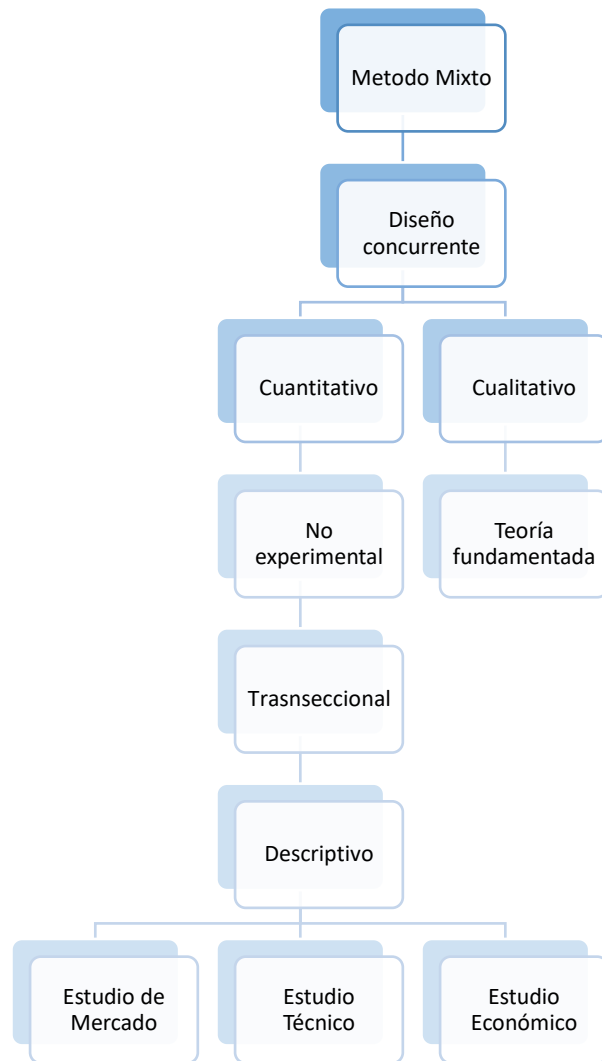 Metodo Mixto
Diseño
concurrente
Cuantitativo
Cualitativo
No
experimental
Teoría
fundamentada
Trasnseccional
Descriptivo
Estudio de
Mercado
Estudio
Técnico
Estudio
Económico